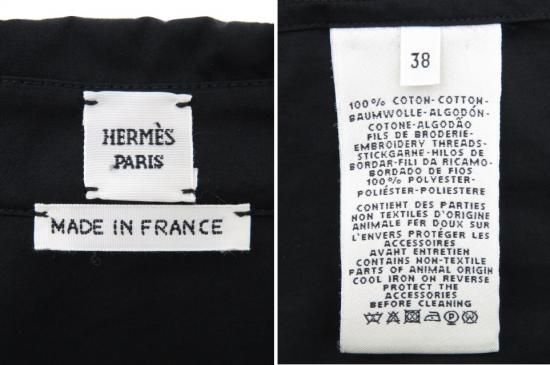 HERMÈS
PARIS
MADE IN FRANCE
38
100% COTON-COTTON-
BAUMWOLLE-ALGODÓN-
COTONE-ALGODÃO
FILS DE BRODERIE-
EMBROIDERY THREADS-
STICKGARNE-HILOS DE
BORDAR-FILI DA RICAMO-
BORDADO DE FIOS
100% POLYESTER-
POLIÉSTER-POLIESTERE
CONTIENT DES PARTIES
NON TEXTILES D'ORIGINE
ANIMALE FER DOUX SUR
L'ENVERS PROTÉGER LES
ACCESSOIRES
AVANT ENTRETIEN
CONTAINS NON-TEXTILE
PARTS OF ANIMAL ORIGIN
COOL IRON ON REVERSE
PROTECT THE
ACCESSORIES
BEFORE CLEANING